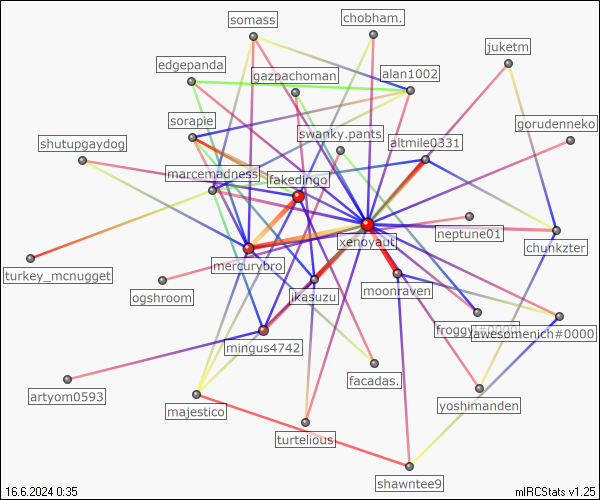 somass
chobham.
juketm
edgepanda
gazpachoman
alan1002
sorapie
gorudenneko
shutupgaydog
swanky.pants
altmile0331
marcemadness
fakedingo
xenoyaut
neptune01
chunkzter
turkey_mcnugget
mercurybro
ogshroom
ikasuzu
moonraven
awesomenich#0000
mingus4742
artyom0593
facadas.
yoshimanden
majestico
turtelious
shawntee9
16.6.2024 0:35
mIRCStats v1.25